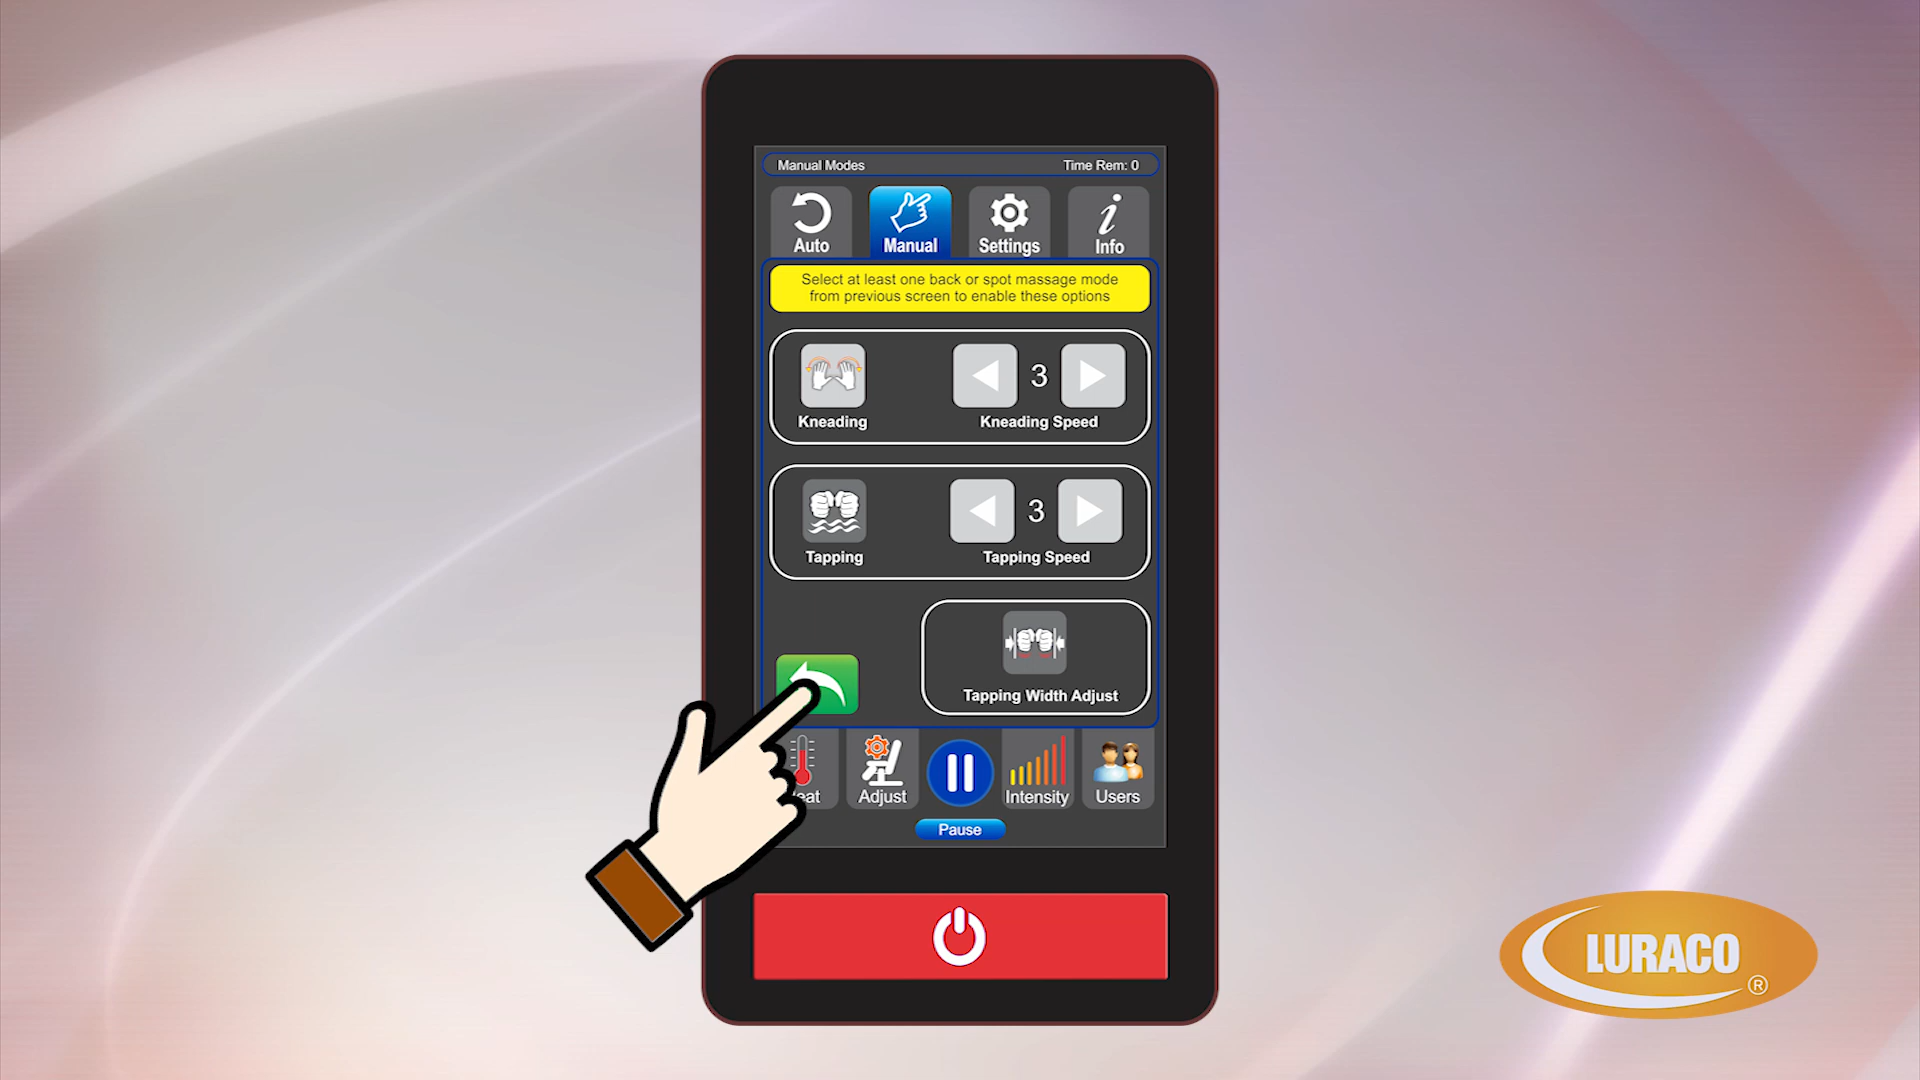 Manual Modes Time Rem: 0
Auto Manual Settings Info
Select at least one back or spot massage mode
from previous screen to enable these options
3
Kneading Kneading Speed
3
Tapping Tapping Speed
Tapping Width Adjust
eat Adjust Intensity Users
Pause
LURACO
®